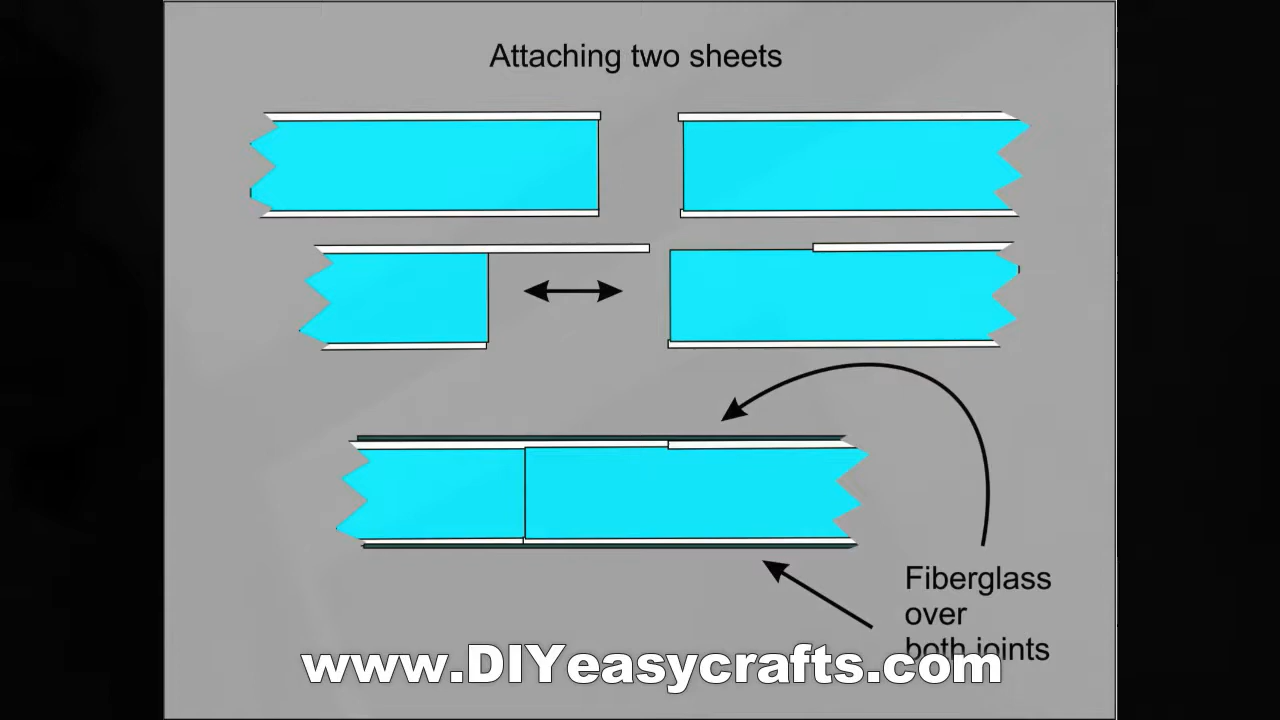 Attaching two sheets
Fiberglass
over
both joints
www.DIYeasycrafts.com